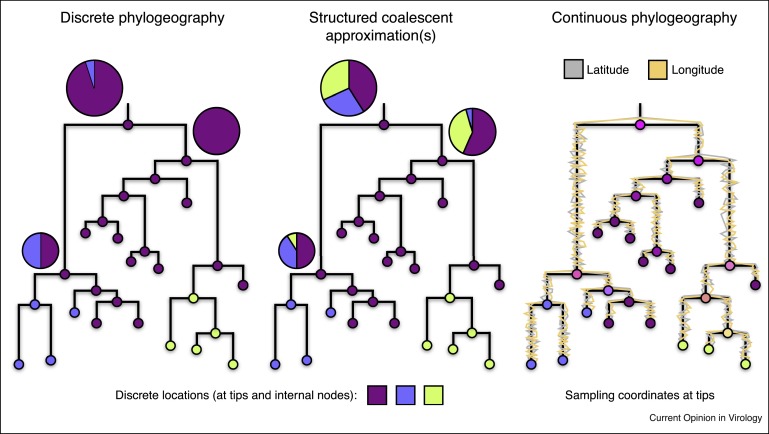 Discrete phylogeography
Structured coalescent
approximation(s)
Continuous phylogeography
Latitude
Longitude
Discrete locations (at tips and internal nodes):
Sampling coordinates at tips
Current Opinion in Virology